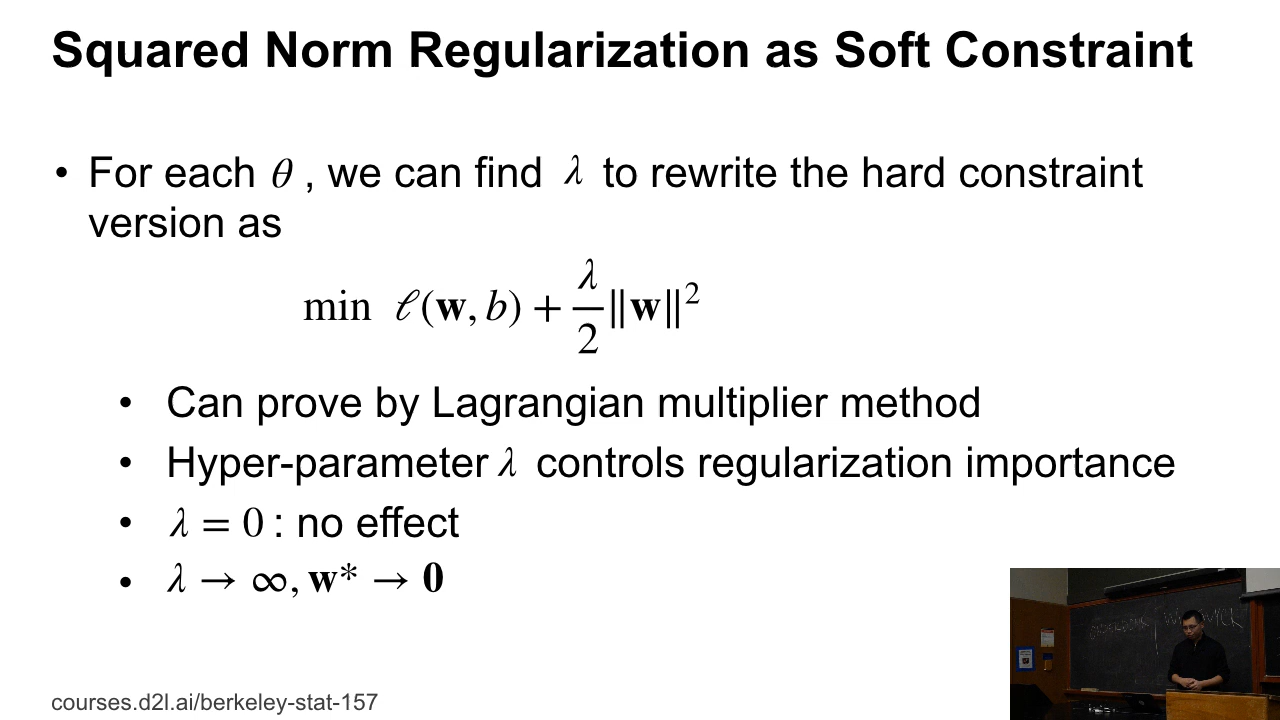 Squared Norm Regularization as Soft Constraint
• For each θ , we can find λ to rewrite the hard constraint
version as
min ℓ(w, b) + λ/2 ‖w‖²
• Can prove by Lagrangian multiplier method
• Hyper-parameter λ controls regularization importance
• λ = 0 : no effect
• λ → ∞, w* → 0
courses.d2l.ai/berkeley-stat-157